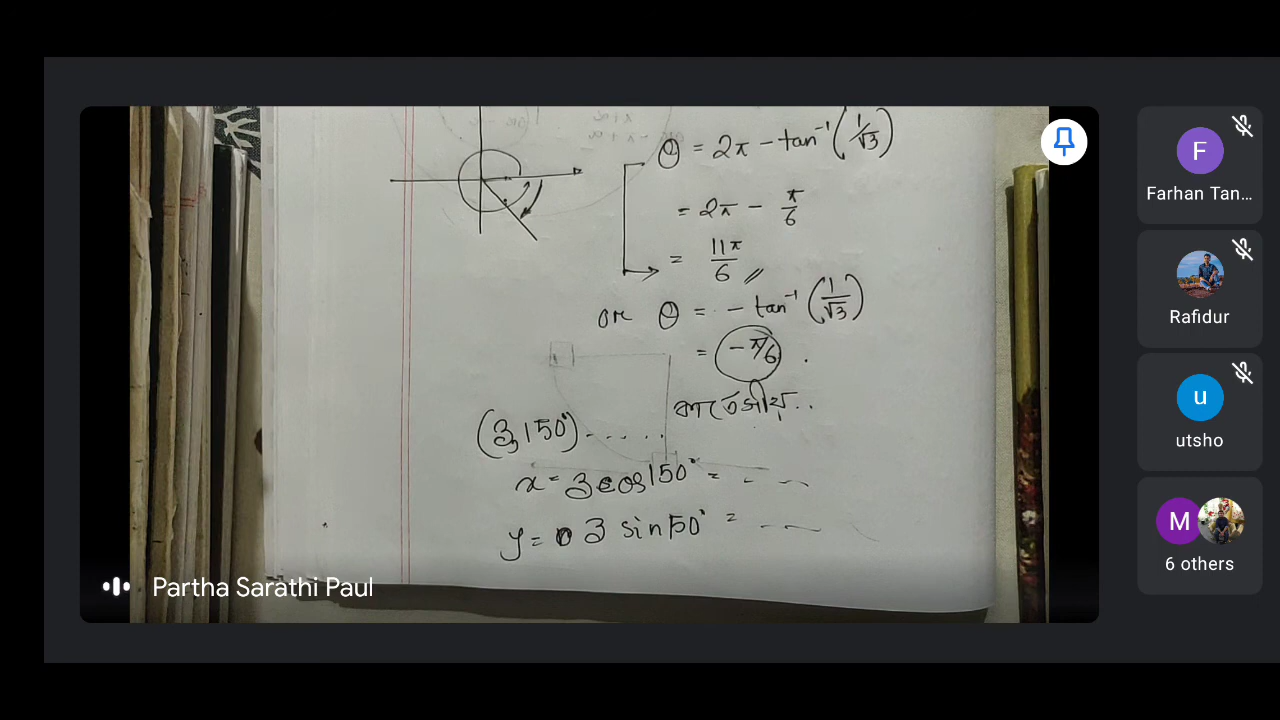 θ = 2π - tan⁻¹(1/√3)
= 2π - π/6
= 11π/6 //
or θ = - tan⁻¹(1/√3)
= -π/6 .
কার্তেসীয়..
(3,150°).....
x = 3cos150° = - --
y = 3 sin150° = - --
Partha Sarathi Paul
F
Farhan Tan...
Rafidur
u
utsho
M
6 others